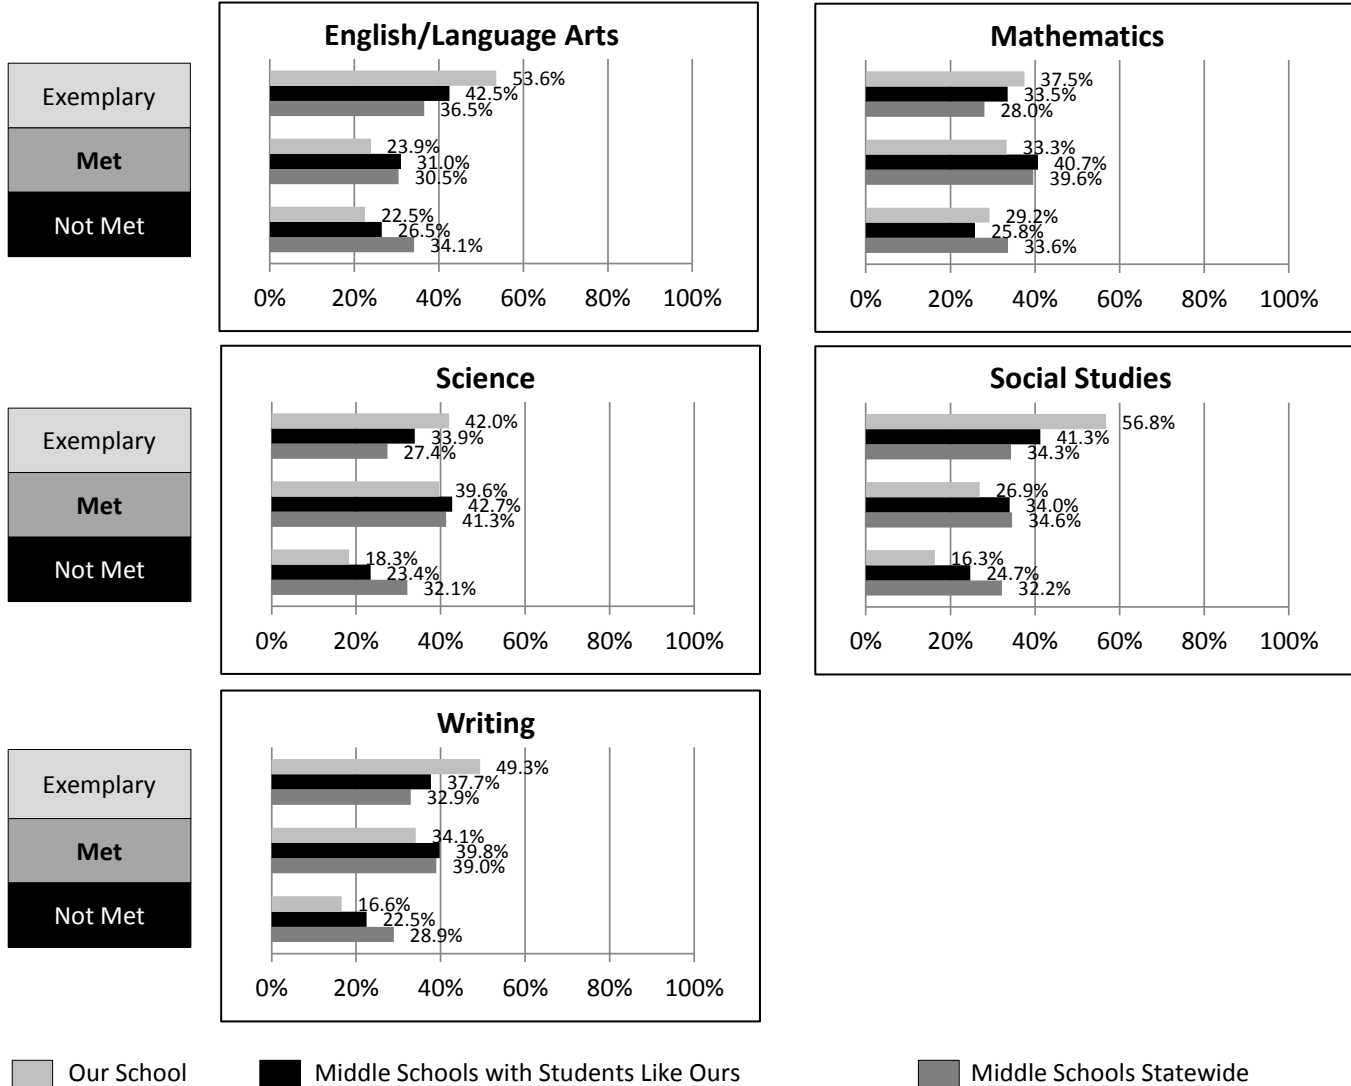 English/Language Arts
Exemplary
Met
Not Met
53.6%
42.5%
36.5%
23.9%
31.0%
30.5%
22.5%
26.5%
34.1%
0% 20% 40% 60% 80% 100%
Mathematics
37.5%
33.5%
28.0%
33.3%
40.7%
39.6%
29.2%
25.8%
33.6%
0% 20% 40% 60% 80% 100%
Science
Exemplary
Met
Not Met
42.0%
33.9%
27.4%
39.6%
42.7%
41.3%
18.3%
23.4%
32.1%
0% 20% 40% 60% 80% 100%
Social Studies
56.8%
41.3%
34.3%
26.9%
34.0%
34.6%
16.3%
24.7%
32.2%
0% 20% 40% 60% 80% 100%
Writing
Exemplary
Met
Not Met
49.3%
37.7%
32.9%
34.1%
39.8%
39.0%
16.6%
22.5%
28.9%
0% 20% 40% 60% 80% 100%
Our School
Middle Schools with Students Like Ours
Middle Schools Statewide